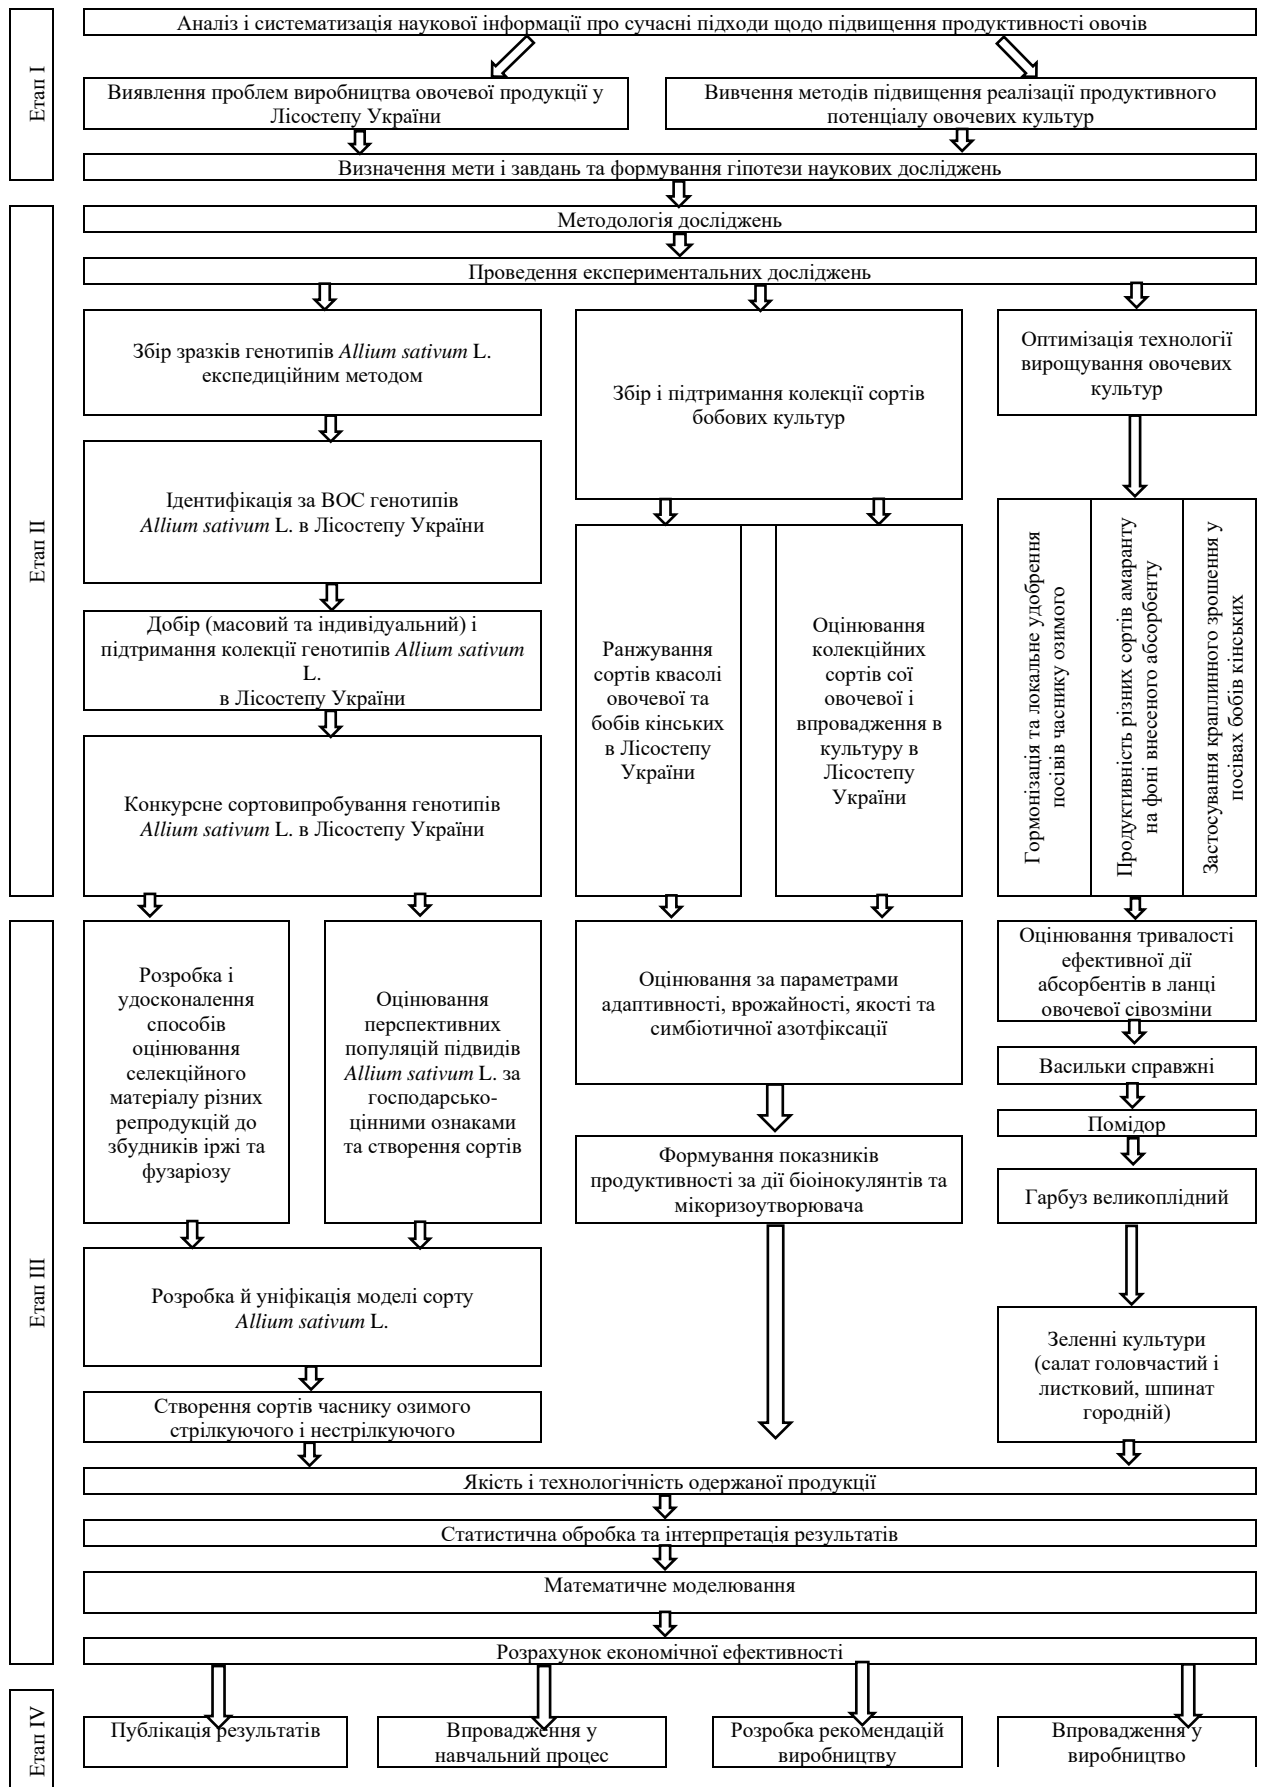 Етап I
Аналіз і систематизація наукової інформації про сучасні підходи щодо підвищення продуктивності овочів
Виявлення проблем виробництва овочевої продукції у
Лісостепу України
Вивчення методів підвищення реалізації продуктивного
потенціалу овочевих культур
Визначення мети і завдань та формування гіпотези наукових досліджень
Етап II
Методологія досліджень
Проведення експериментальних досліджень
Збір зразків генотипів Allium sativum L.
експедиційним методом
Ідентифікація за ВОС генотипів
Allium sativum L. в Лісостепу України
Добір (масовий та індивідуальний) і
підтримання колекції генотипів Allium sativum
L.
в Лісостепу України
Конкурсне сортовипробування генотипів
Allium sativum L. в Лісостепу України
Збір і підтримання колекції сортів
бобових культур
Ранжування
сортів квасолі
овочевої та
бобів кінських
в Лісостепу
України
Оцінювання
колекційних
сортів сої
овочевої і
впровадження в
культуру в
Лісостепу
України
Оптимізація технології
вирощування овочевих
культур
Гормонізація та локальне удобрення
посівів часнику озимого
Продуктивність різних сортів амаранту
на фоні внесеного абсорбенту
Застосування краплинного зрошення у
посівах бобів кінських
Етап III
Розробка і
удосконалення
способів
оцінювання
селекційного
матеріалу різних
репродукцій до
збудників іржі та
фузаріозу
Оцінювання
перспективних
популяцій підвидів
Allium sativum L. за
господарсько-
цінними ознаками
та створення сортів
Розробка й уніфікація моделі сорту
Allium sativum L.
Створення сортів часнику озимого
стрілкуючого і нестрілкуючого
Оцінювання за параметрами
адаптивності, врожайності, якості та
симбіотичної азотфіксації
Формування показників
продуктивності за дії біоінокулянтів та
мікоризоутворювача
Оцінювання тривалості
ефективної дії
абсорбентів в ланці
овочевої сівозміни
Васильки справжні
Помідор
Гарбуз великоплідний
Зеленні культури
(салат головчастий і
листковий, шпинат
городній)
Якість і технологічність одержаної продукції
Статистична обробка та інтерпретація результатів
Математичне моделювання
Розрахунок економічної ефективності
Етап IV
Публікація результатів
Впровадження у
навчальний процес
Розробка рекомендацій
виробництву
Впровадження у
виробництво